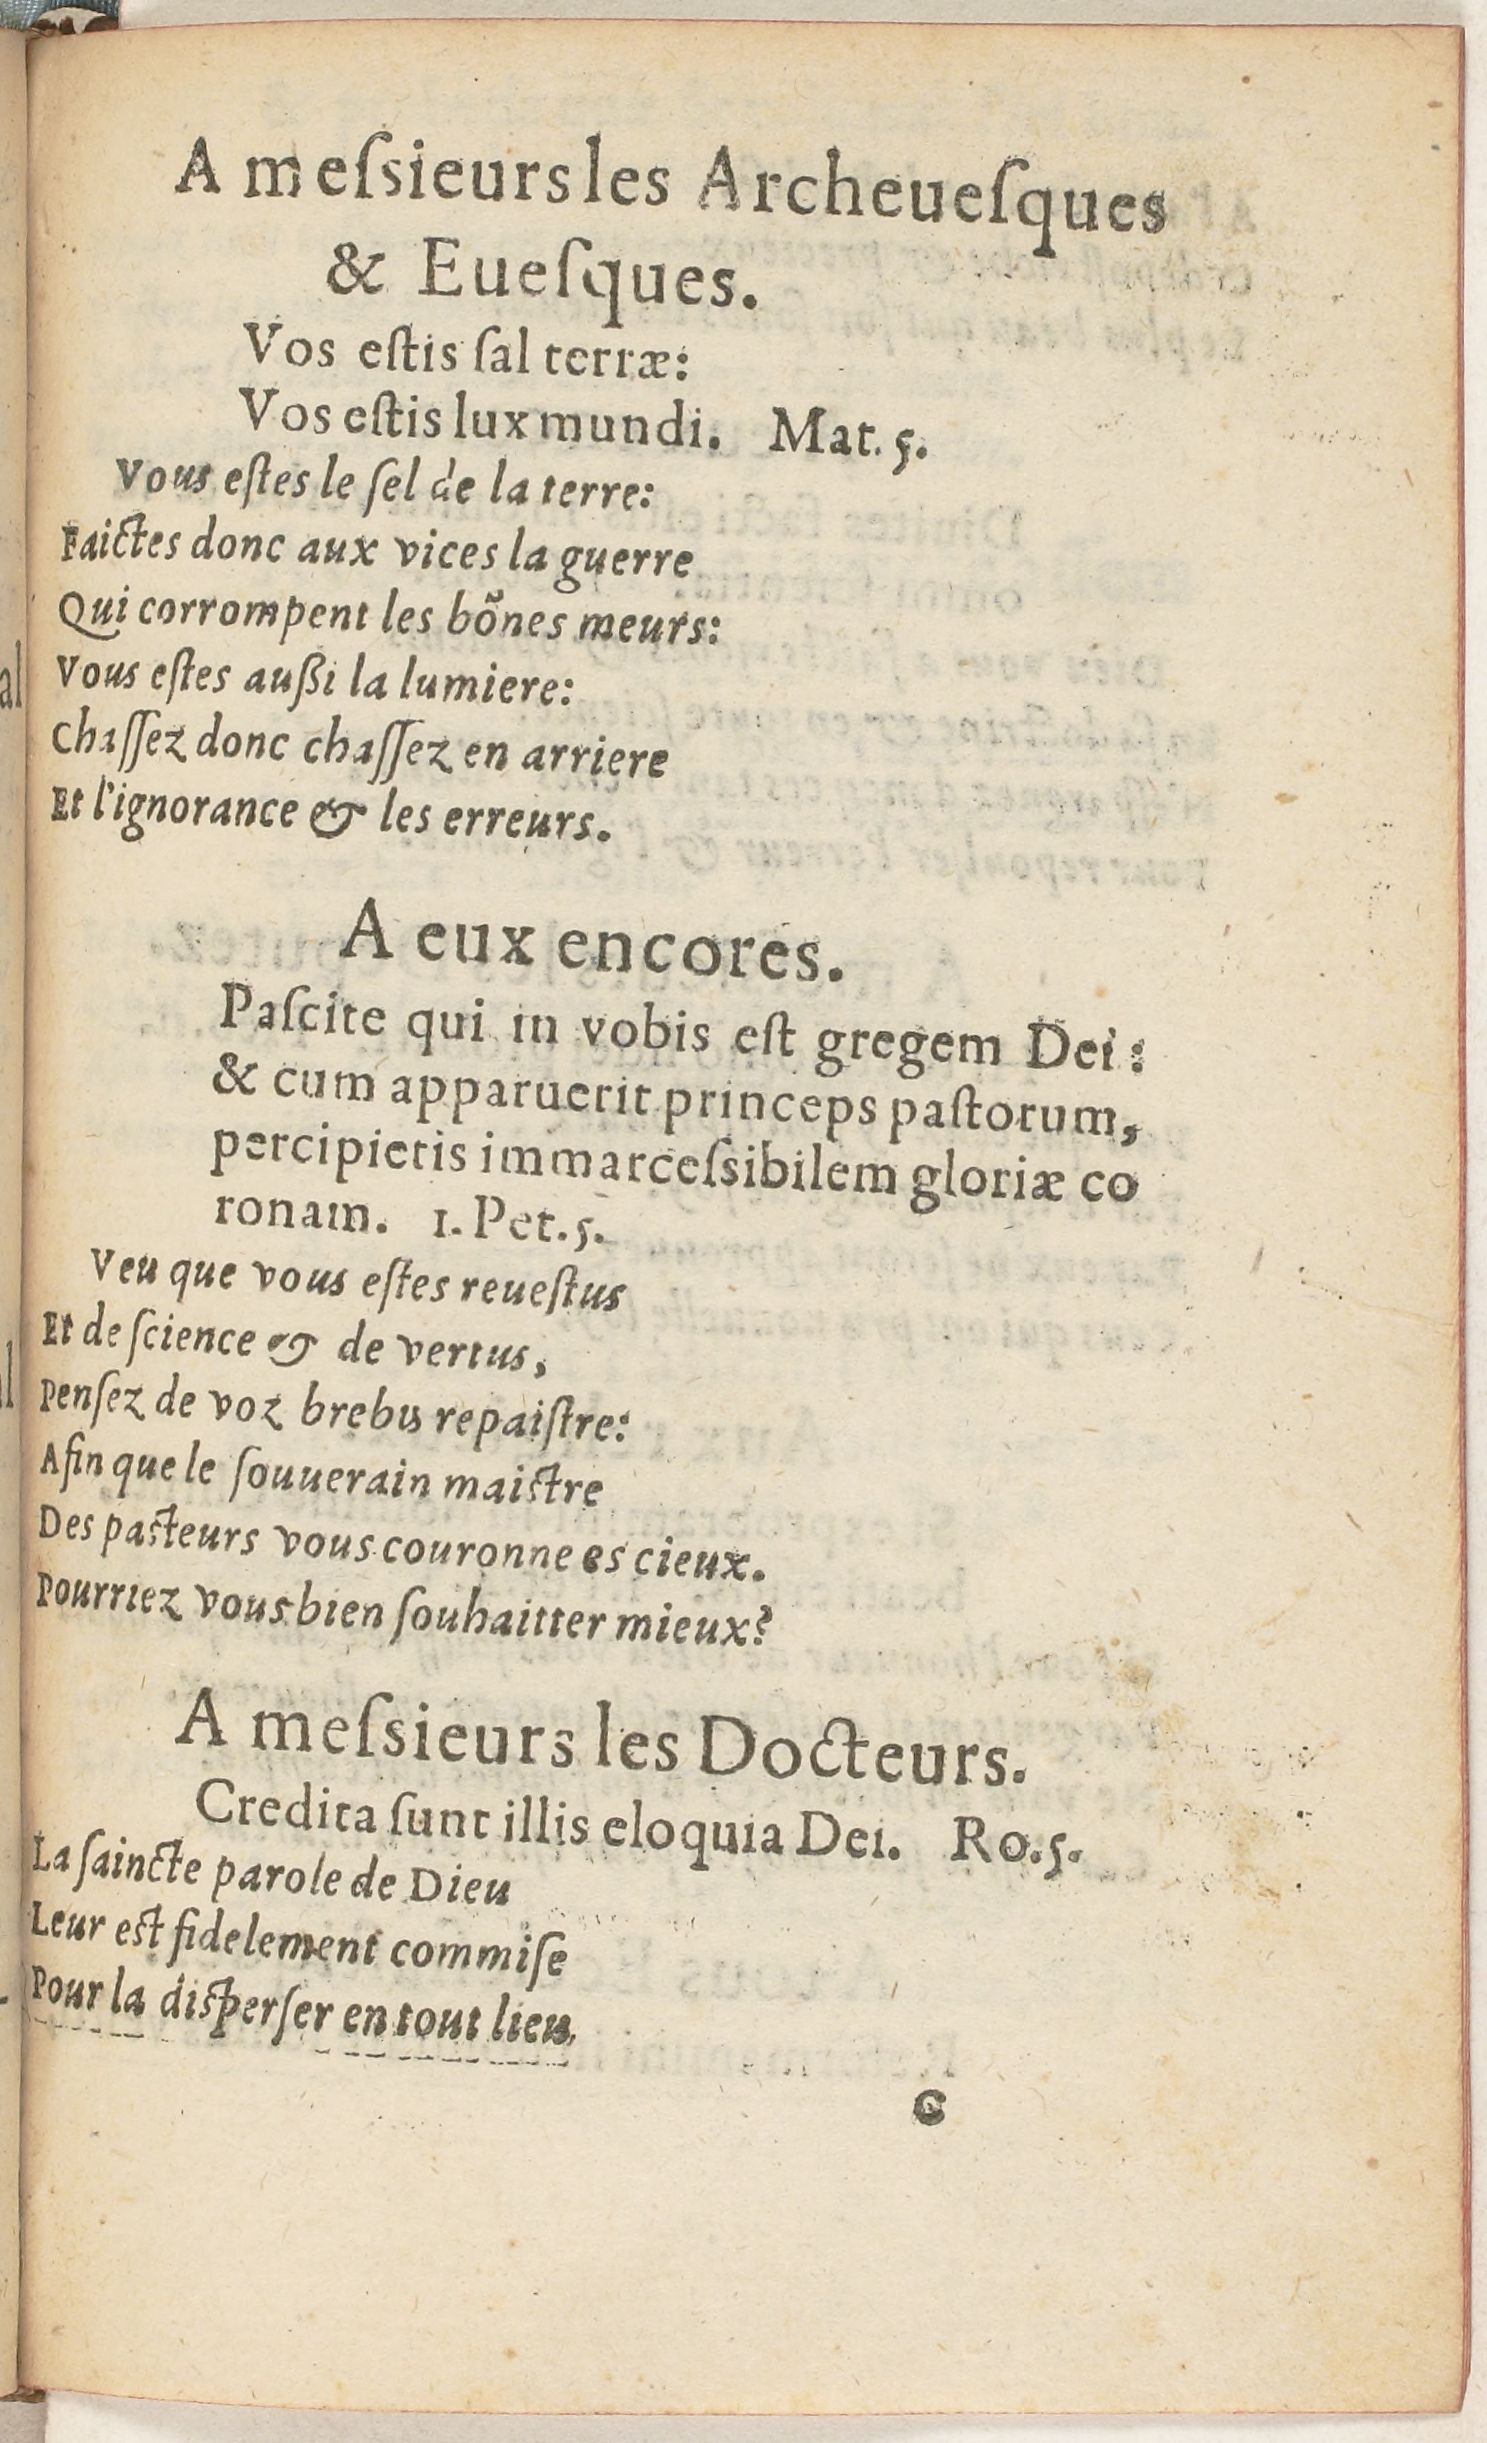 A meſsieurs les Archeueſques
& Eueſques.
Vos eſtis ſal terræ:
Vos eſtis lux mundi. Mat. 5.
Vous eſtes le ſel de la terre:
Faictes donc aux vices la guerre
Qui corrompent les bõnes meurs:
Vous eſtes außi la lumiere:
Chaſſez donc chaſſez en arriere
Et l'ignorance & les erreurs.
A eux encores.
Paſcite qui in vobis eſt gregem Dei:
& cum apparuerit princeps paſtorum,
percipietis immarceſsibilem gloriæ co
ronam. 1. Pet. 5.
Veu que vous eſtes reueſtus
Et de ſcience & de vertus,
Penſez de voz brebis repaiſtre:
Afin que le ſouuerain maiſtre
Des paſteurs vous couronne es cieux.
Pourriez vous bien ſouhaitter mieux?
A meſsieurs les Docteurs.
Credita ſunt illis eloquia Dei. Ro. 5.
La ſaincte parole de Dieu
Leur eſt fidelement commiſe
Pour la diſperſer en tout lieu,
C